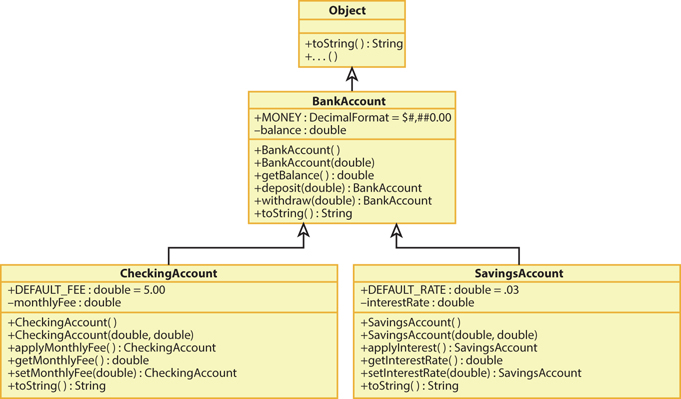 Object
+toString( ) : String
+. . . ( )
BankAccount
+MONEY : DecimalFormat = $#,##0.00
–balance : double
+BankAccount( )
+BankAccount(double)
+getBalance( ) : double
+deposit(double) : BankAccount
+withdraw(double) : BankAccount
+toString( ) : String
CheckingAccount
+DEFAULT_FEE : double = 5.00
–monthlyFee : double
+CheckingAccount( )
+CheckingAccount(double, double)
+applyMonthlyFee( ) : CheckingAccount
+getMonthlyFee( ) : double
+setMonthlyFee(double) : CheckingAccount
+toString( ) : String
SavingsAccount
+DEFAULT_RATE : double = .03
–interestRate : double
+SavingsAccount( )
+SavingsAccount(double, double)
+applyInterest( ) : SavingsAccount
+getInterestRate( ) : double
+setInterestRate(double) : SavingsAccount
+toString( ) : String